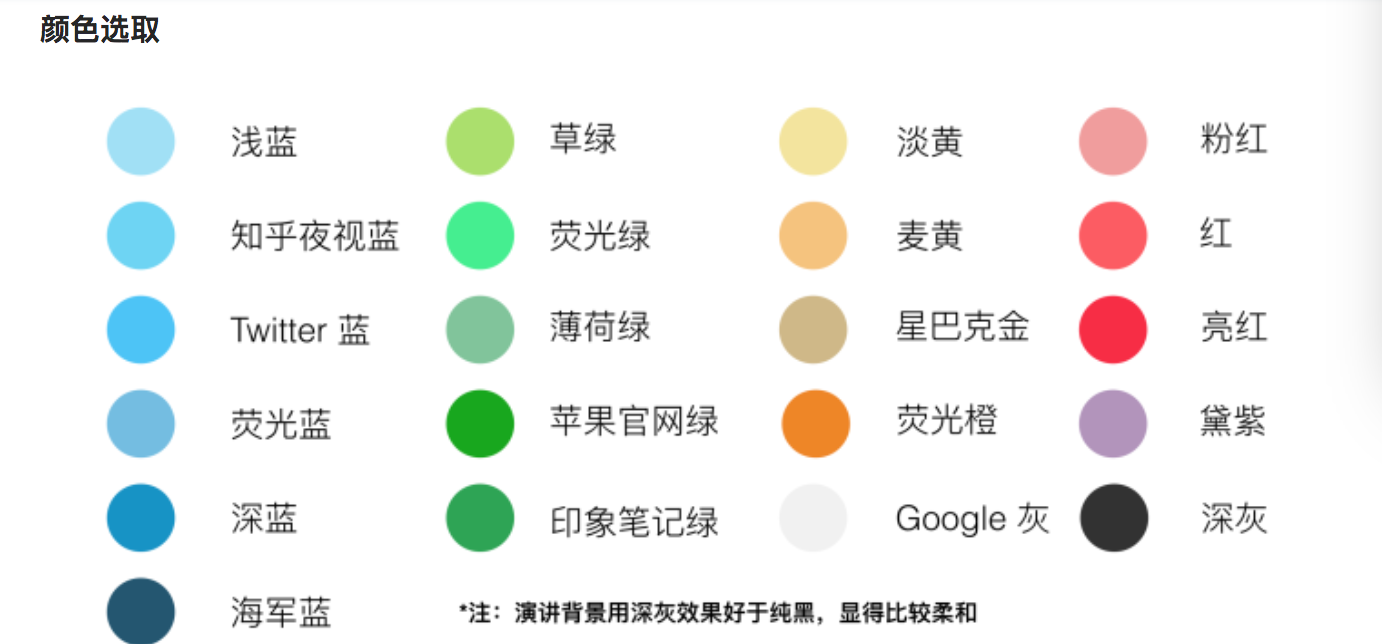 颜色选取
浅蓝 草绿 淡黄 粉红
知乎夜视蓝 荧光绿 麦黄 红
Twitter 蓝 薄荷绿 星巴克金 亮红
荧光蓝 苹果官网绿 荧光橙 黛紫
深蓝 印象笔记绿 Google 灰 深灰
海军蓝 *注：演讲背景用深灰效果好于纯黑，显得比较柔和